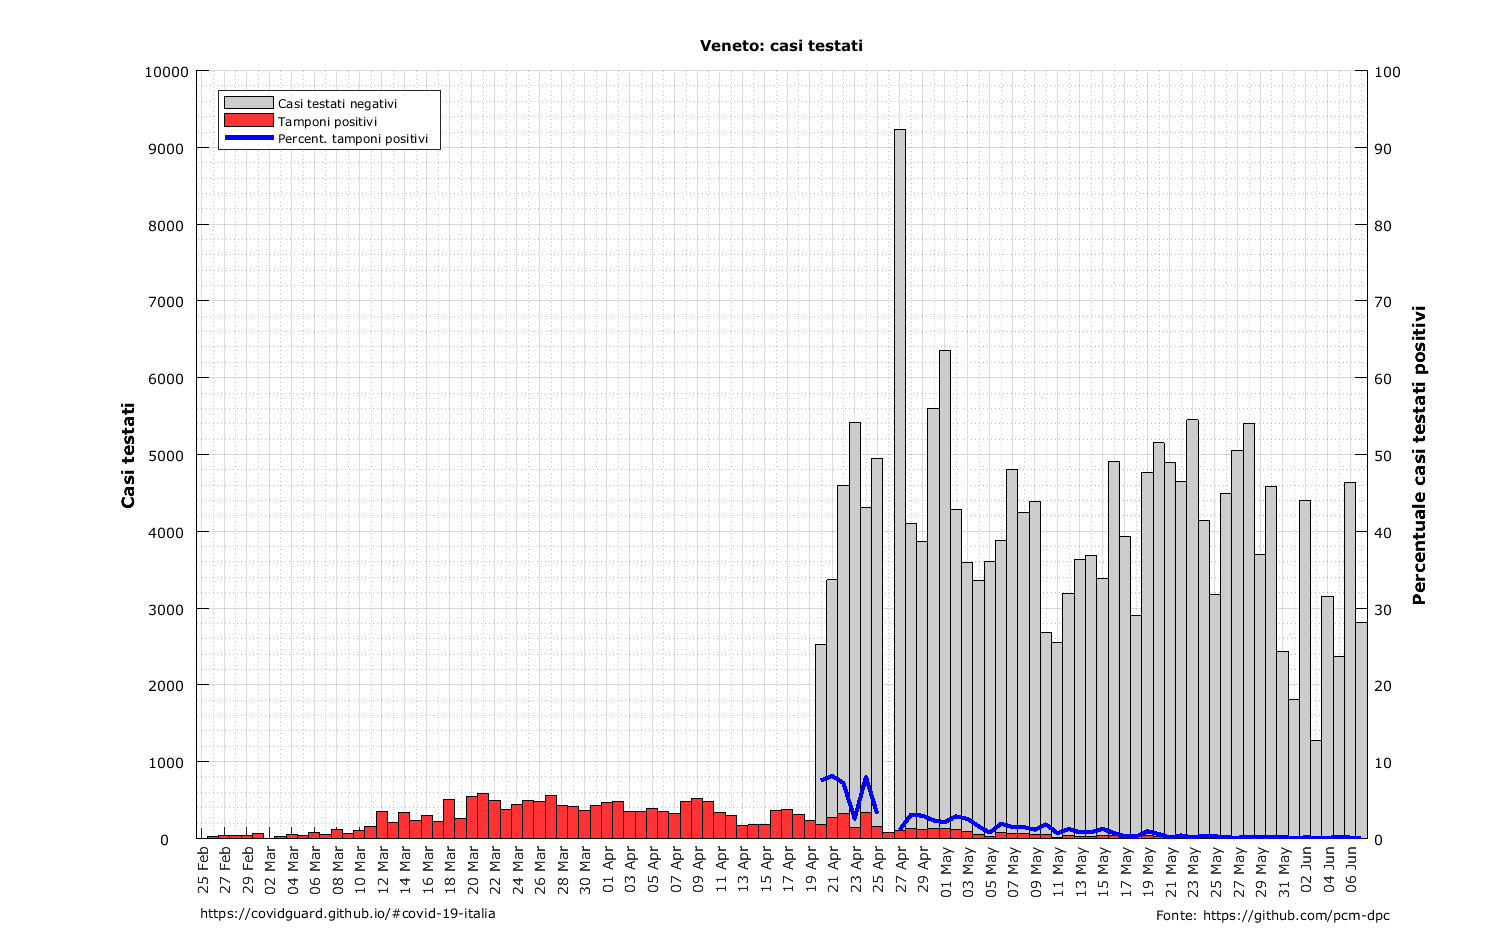 Veneto: casi testati
Casi testati negativi
Tamponi positivi
Percent. tamponi positivi
Casi testati
10000
9000
8000
7000
6000
5000
4000
3000
2000
1000
0
100
90
80
70
60
50
40
30
20
10
0
Percentuale casi testati positivi
25 Feb
27 Feb
29 Feb
02 Mar
04 Mar
06 Mar
08 Mar
10 Mar
12 Mar
14 Mar
16 Mar
18 Mar
20 Mar
22 Mar
24 Mar
26 Mar
28 Mar
30 Mar
01 Apr
03 Apr
05 Apr
07 Apr
09 Apr
11 Apr
13 Apr
15 Apr
17 Apr
19 Apr
21 Apr
23 Apr
25 Apr
27 Apr
29 Apr
01 May
03 May
05 May
07 May
09 May
11 May
13 May
15 May
17 May
19 May
21 May
23 May
25 May
27 May
29 May
31 May
02 Jun
04 Jun
06 Jun
https://covidguard.github.io/#covid-19-italia
Fonte: https://github.com/pcm-dpc